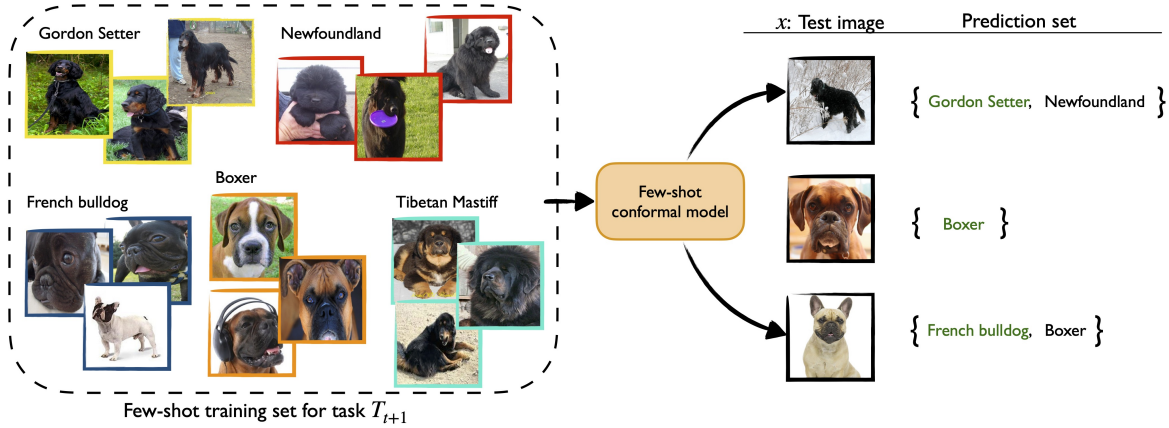 Gordon Setter
Newfoundland
French bulldog
Boxer
Tibetan Mastiff
Few-shot training set for task T_{t+1}
Few-shot
conformal model
x: Test image
Prediction set
{ Gordon Setter, Newfoundland }
{ Boxer }
{ French bulldog, Boxer }